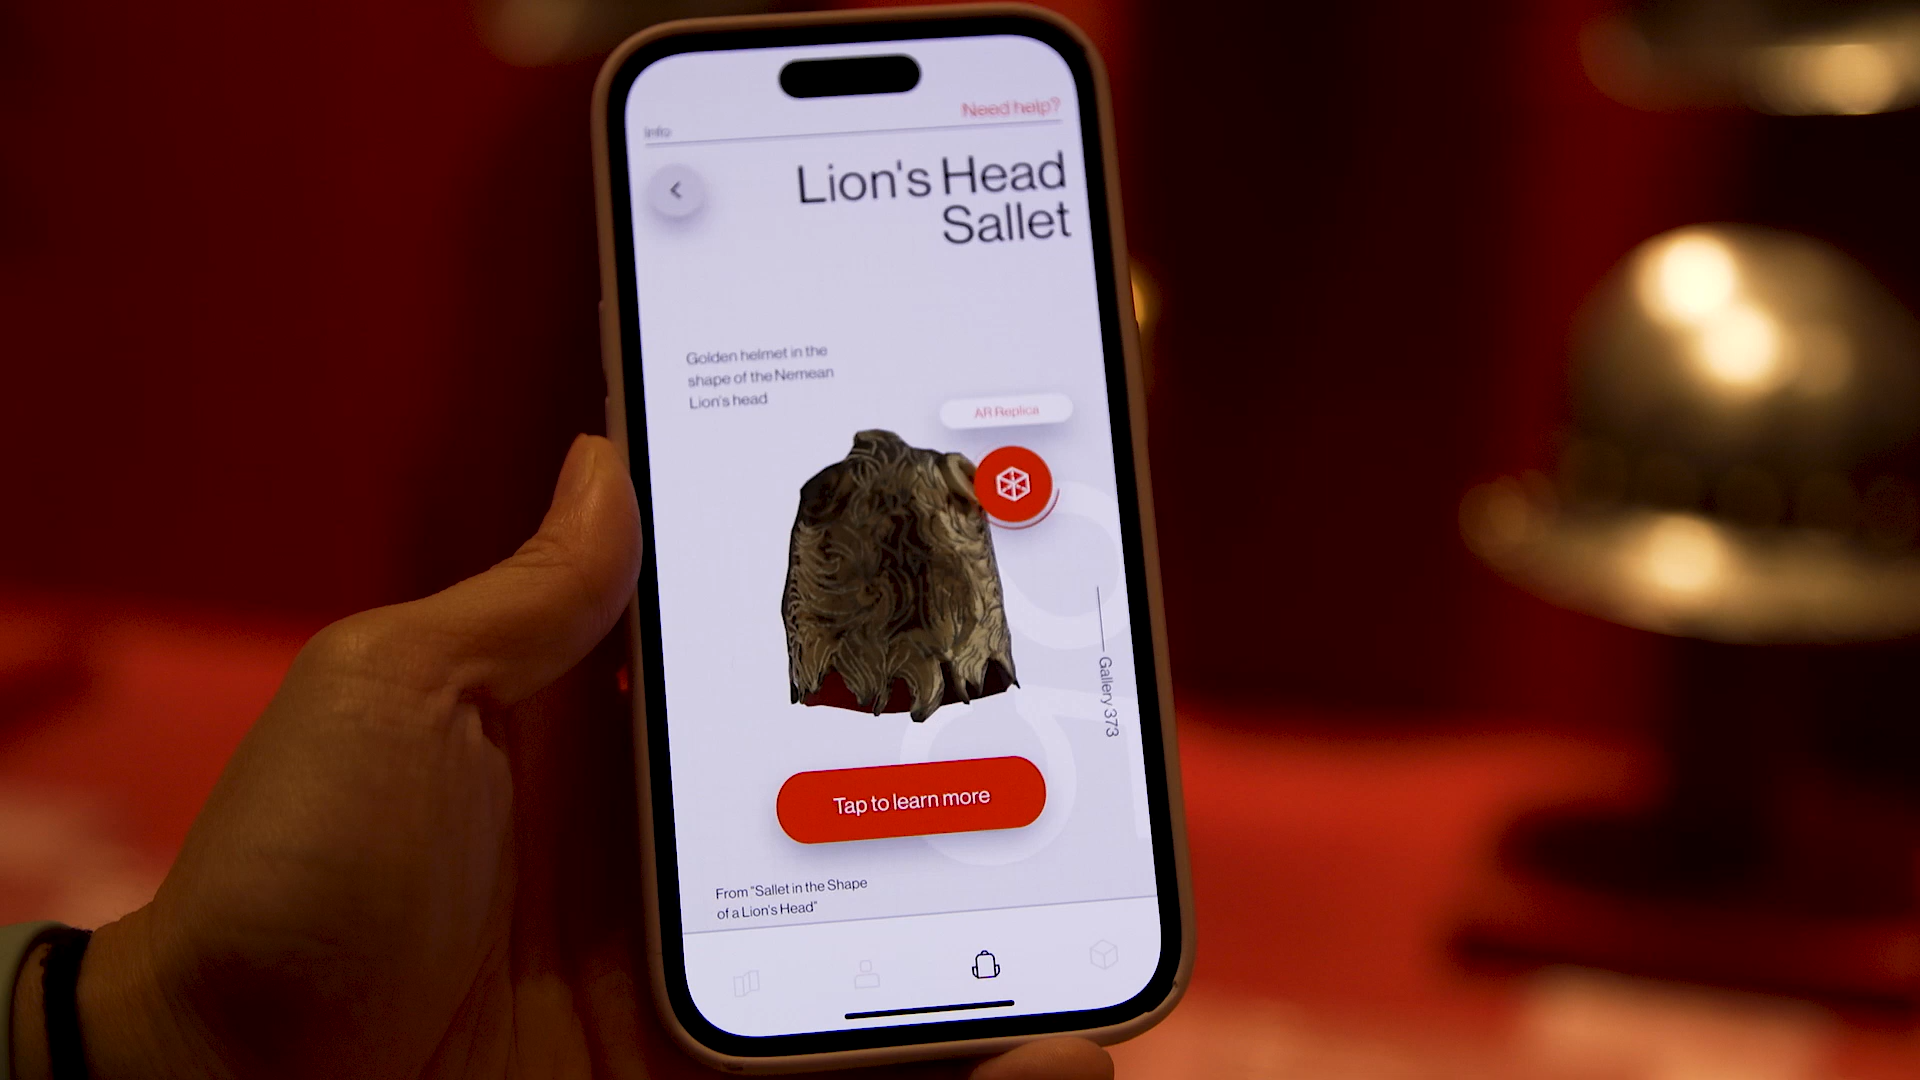 Need help?
Info
Lion's Head
Sallet
Golden helmet in the
shape of the Nemean
Lion's head
AR Replica
Gallery 373
Tap to learn more
From "Sallet in the Shape
of a Lion's Head"